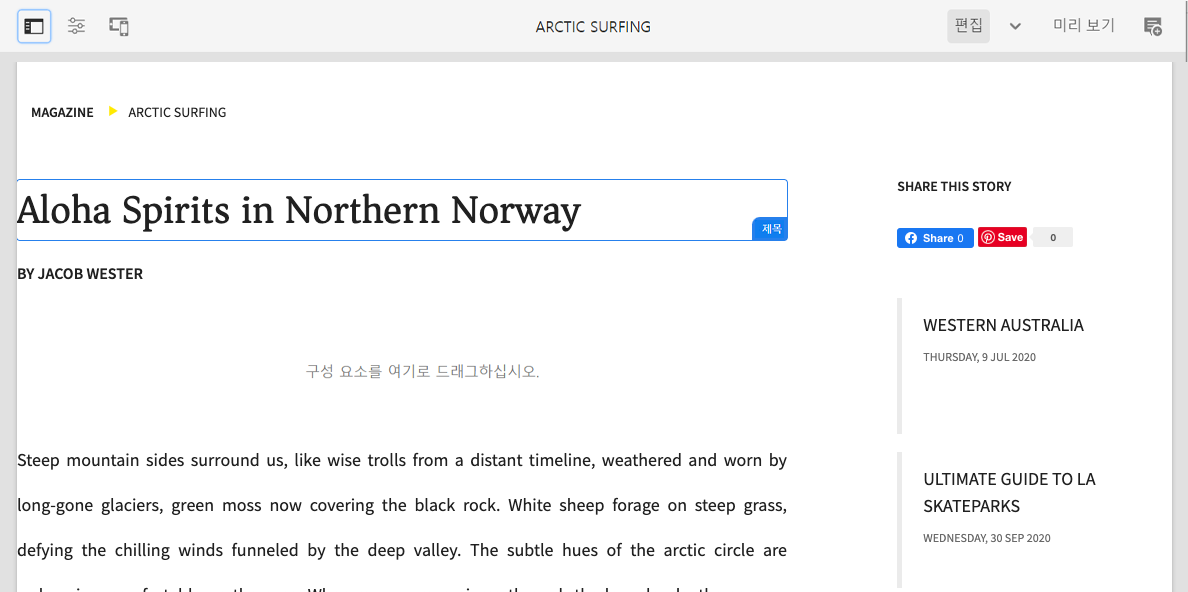 ARCTIC SURFING
편집
미리 보기
MAGAZINE ARCTIC SURFING
Aloha Spirits in Northern Norway
제목
BY JACOB WESTER
구성 요소를 여기로 드래그하십시오.
Steep mountain sides surround us, like wise trolls from a distant timeline, weathered and worn by
long-gone glaciers, green moss now covering the black rock. White sheep forage on steep grass,
defying the chilling winds funneled by the deep valley. The subtle hues of the arctic circle are
SHARE THIS STORY
Share 0
Save
0
WESTERN AUSTRALIA
THURSDAY, 9 JUL 2020
ULTIMATE GUIDE TO LA
SKATEPARKS
WEDNESDAY, 30 SEP 2020